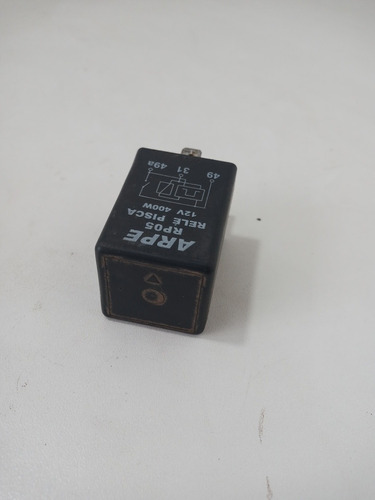 ARPE
RP05
RELÉ PISCA
12V 400W
49a 31 49